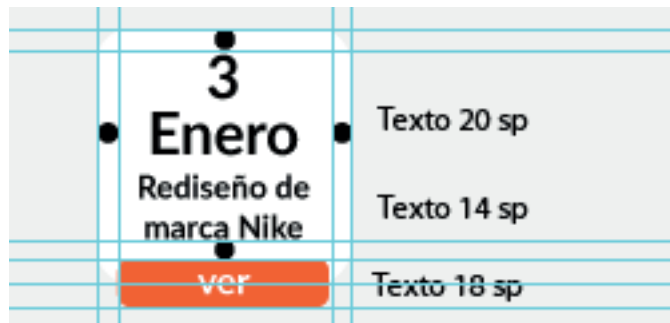 3
Enero
Texto 20 sp
Rediseño de
marca Nike
Texto 14 sp
ver
Texto 18 sp